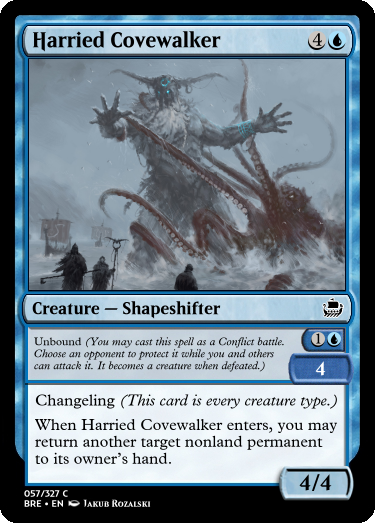 Harried Covewalker 4
Creature — Shapeshifter
Unbound (You may cast this spell as a Conflict battle. 1
Choose an opponent to protect it while you and others
can attack it. It becomes a creature when defeated.)
4
Changeling (This card is every creature type.)
When Harried Covewalker enters, you may
return another target nonland permanent
to its owner's hand.
4/4
057/327 C
BRE • EN Jakub Rozalski